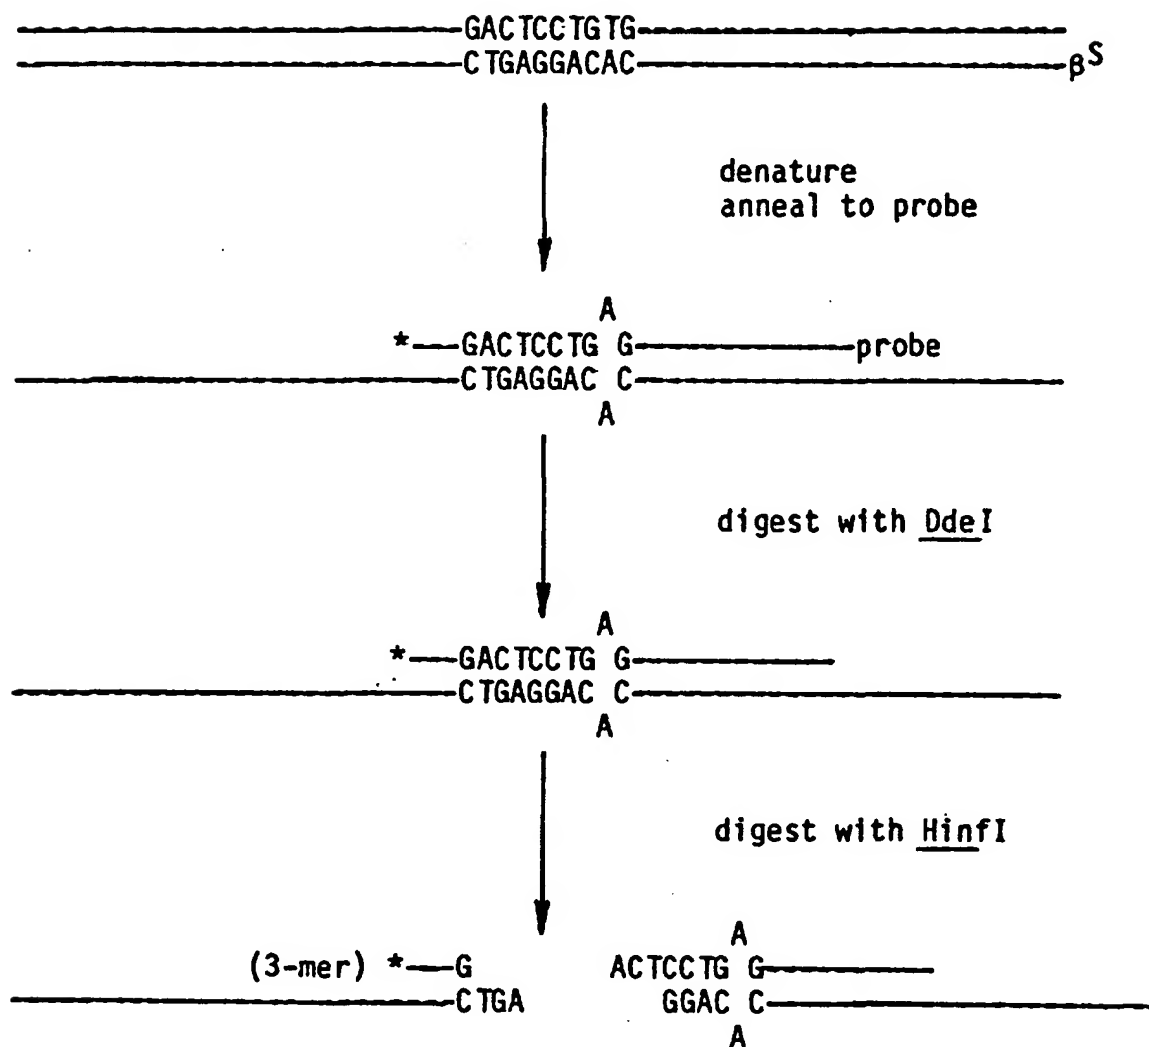 GACTCCTGTG
CTGAGGACAC βS
denature
anneal to probe
A
*—GACTCCTG G—probe
CTGAGGAC C
A
digest with DdeI
A
*—GACTCCTG G
CTGAGGAC C
A
digest with HinfI
A
(3-mer) *—G ACTCCTG G
CTGA GGAC C
A